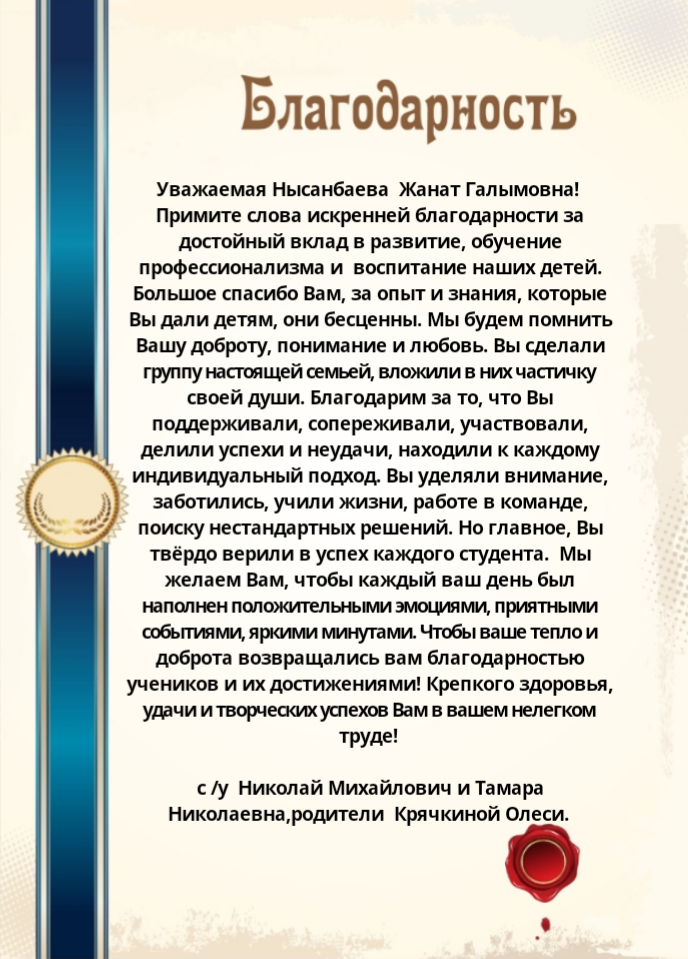 Благодарность
Уважаемая Нысанбаева  Жанат Галымовна!
Примите слова искренней благодарности за
достойный вклад в развитие, обучение
профессионализма и  воспитание наших детей.
Большое спасибо Вам, за опыт и знания, которые
Вы дали детям, они бесценны. Мы будем помнить
Вашу доброту, понимание и любовь. Вы сделали
группу настоящей семьей, вложили в них частичку
своей души. Благодарим за то, что Вы
поддерживали, сопереживали, участвовали,
делили успехи и неудачи, находили к каждому
индивидуальный подход. Вы уделяли внимание,
заботились, учили жизни, работе в команде,
поиску нестандартных решений. Но главное, Вы
твёрдо верили в успех каждого студента.  Мы
желаем Вам, чтобы каждый ваш день был
наполнен положительными эмоциями, приятными
событиями, яркими минутами. Чтобы ваше тепло и
доброта возвращались вам благодарностью
учеников и их достижениями! Крепкого здоровья,
удачи и творческих успехов Вам в вашем нелегком
труде!
с /у  Николай Михайлович и Тамара
Николаевна,родители  Крячкиной Олеси.